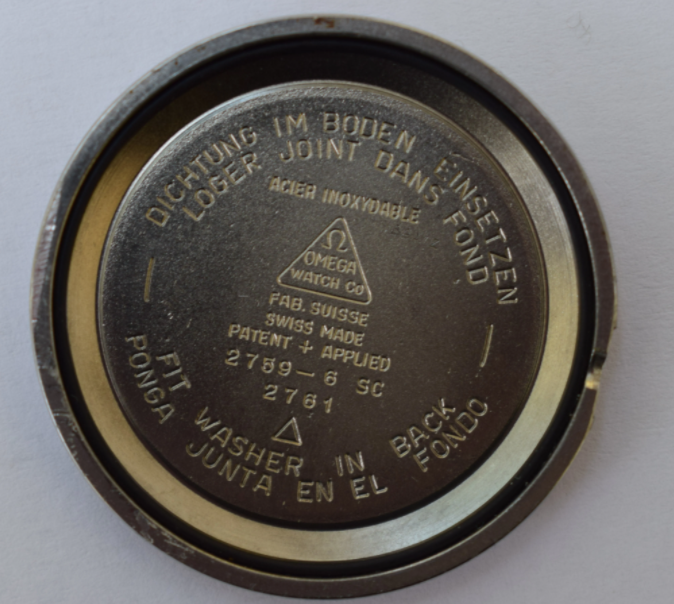 DICHTUNG IM BODEN EINSETZEN
LOGER JOINT DANS FOND
ACIER INOXYDABLE
Ω
OMEGA
WATCH Co
FAB. SUISSE
SWISS MADE
PATENT + APPLIED
2759-6 SC
2761
FIT WASHER IN BACK
PONGA JUNTA EN EL FONDO